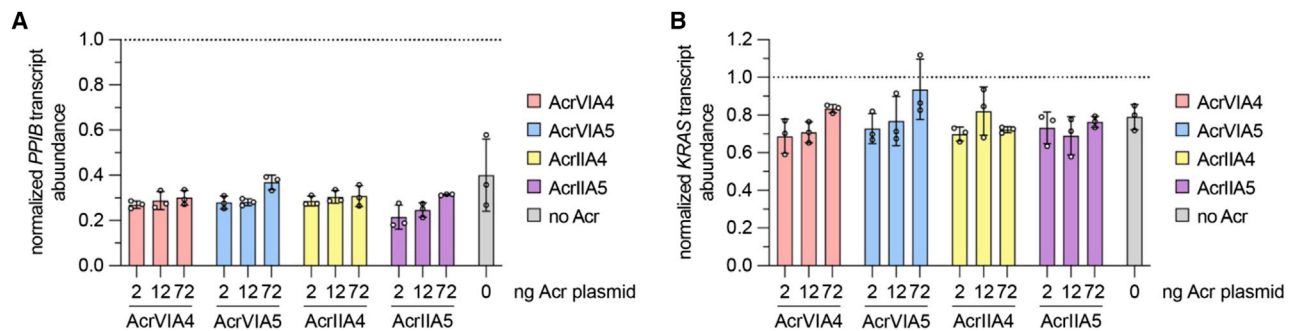 A
normalized PPIB transcript
abuundance
1.0
0.8
0.6
0.4
0.2
0.0
2 12 72 2 12 72 2 12 72 2 12 72 0 ng Acr plasmid
AcrVIA4 AcrVIA5 AcrIIA4 AcrIIA5
AcrVIA4
AcrVIA5
AcrIIA4
AcrIIA5
no Acr
B
normalized KRAS transcript
abuundance
1.2
1.0
0.8
0.6
0.4
0.2
0.0
2 12 72 2 12 72 2 12 72 2 12 72 0 ng Acr plasmid
AcrVIA4 AcrVIA5 AcrIIA4 AcrIIA5
AcrVIA4
AcrVIA5
AcrIIA4
AcrIIA5
no Acr